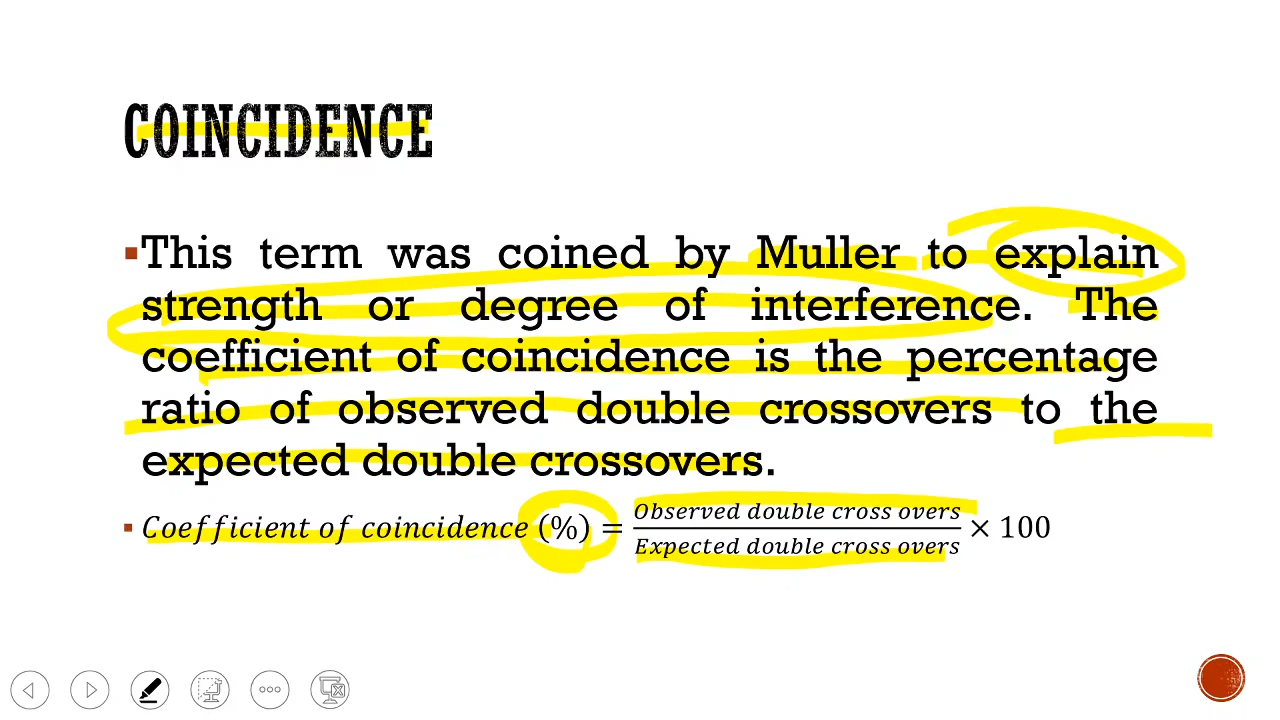 COINCIDENCE
▪This term was coined by Muller to explain
strength or degree of interference. The
coefficient of coincidence is the percentage
ratio of observed double crossovers to the
expected double crossovers.
▪ Coefficient of coincidence (%) = Observed double cross overs / Expected double cross overs × 100